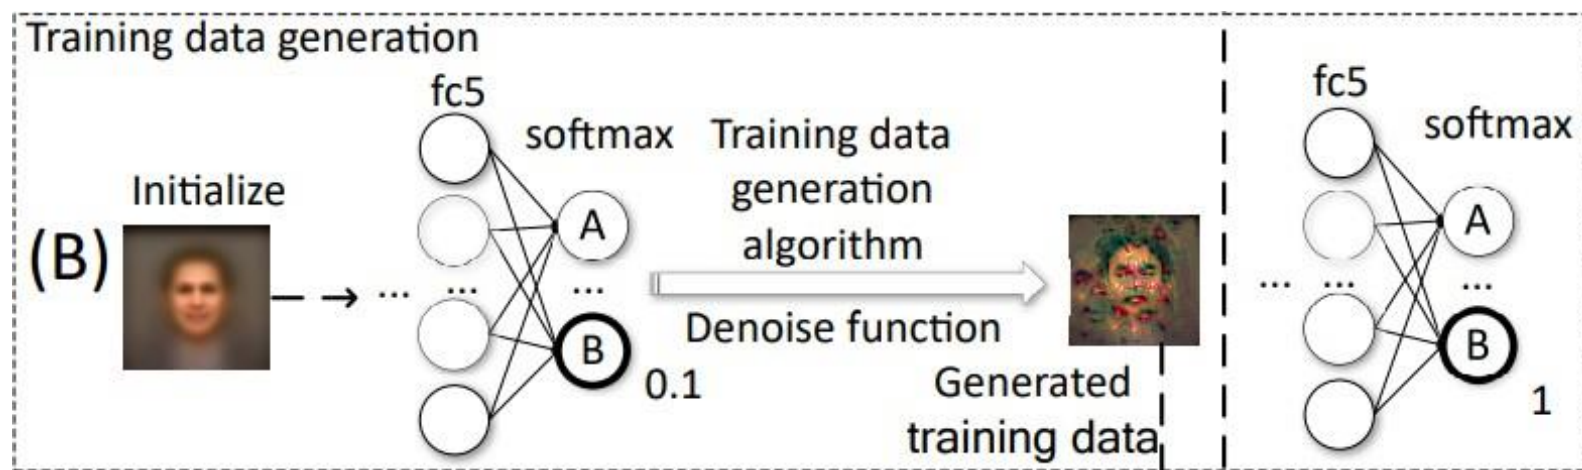 Training data generation
(B)
Initialize
fc5
softmax
A
...
B
0.1
... ...
Training data
generation
algorithm
Denoise function
Generated
training data
fc5
softmax
A
...
B
1
... ...